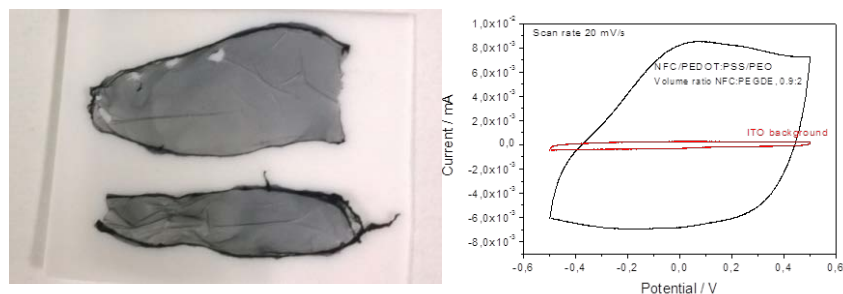 1,0x10⁻²
8,0x10⁻³
6,0x10⁻³
4,0x10⁻³
2,0x10⁻³
0,0
-2,0x10⁻³
-4,0x10⁻³
-6,0x10⁻³
-8,0x10⁻³
Current / mA
Scan rate 20 mV/s
NFC/PEDOT:PSS/PEO
Volume ratio NFC:PEGDE, 0.9:2
ITO background
-0,6 -0,4 -0,2 0,0 0,2 0,4 0,6
Potential / V